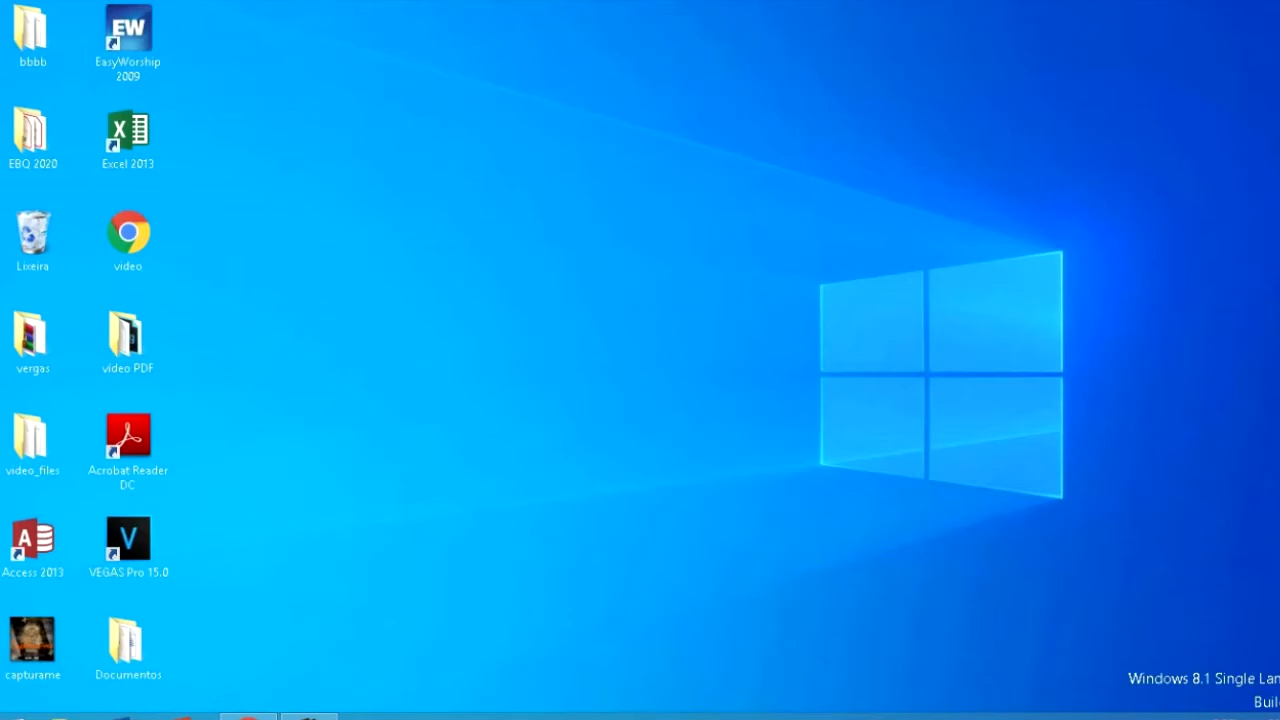 bbbb
EW
EasyWorship
2009
EBQ 2020
X
Excel 2013
Lixeira
video
vergas
vídeo PDF
video_files
Acrobat Reader
DC
A
Access 2013
V
VEGAS Pro 15.0
capturame
Documentos
Windows 8.1 Single Lan
Buil